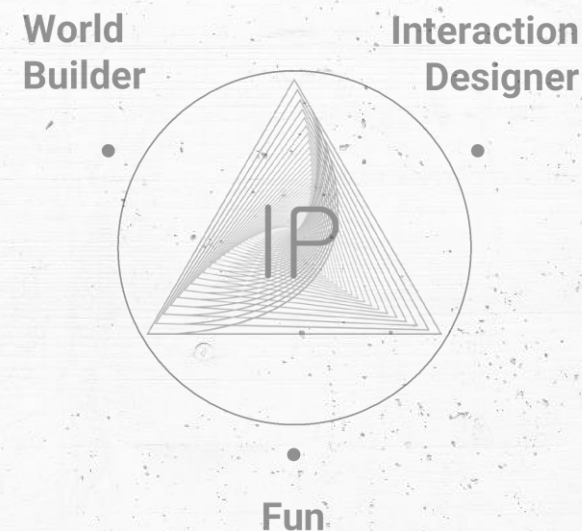 World
Builder
Interaction
Designer
IP
Fun